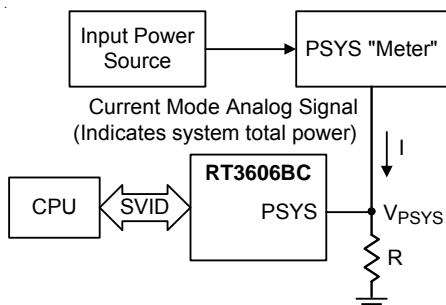 Input Power
Source
PSYS "Meter"
Current Mode Analog Signal
(Indicates system total power)
I
RT3606BC
CPU
SVID
PSYS
VPSYS
R